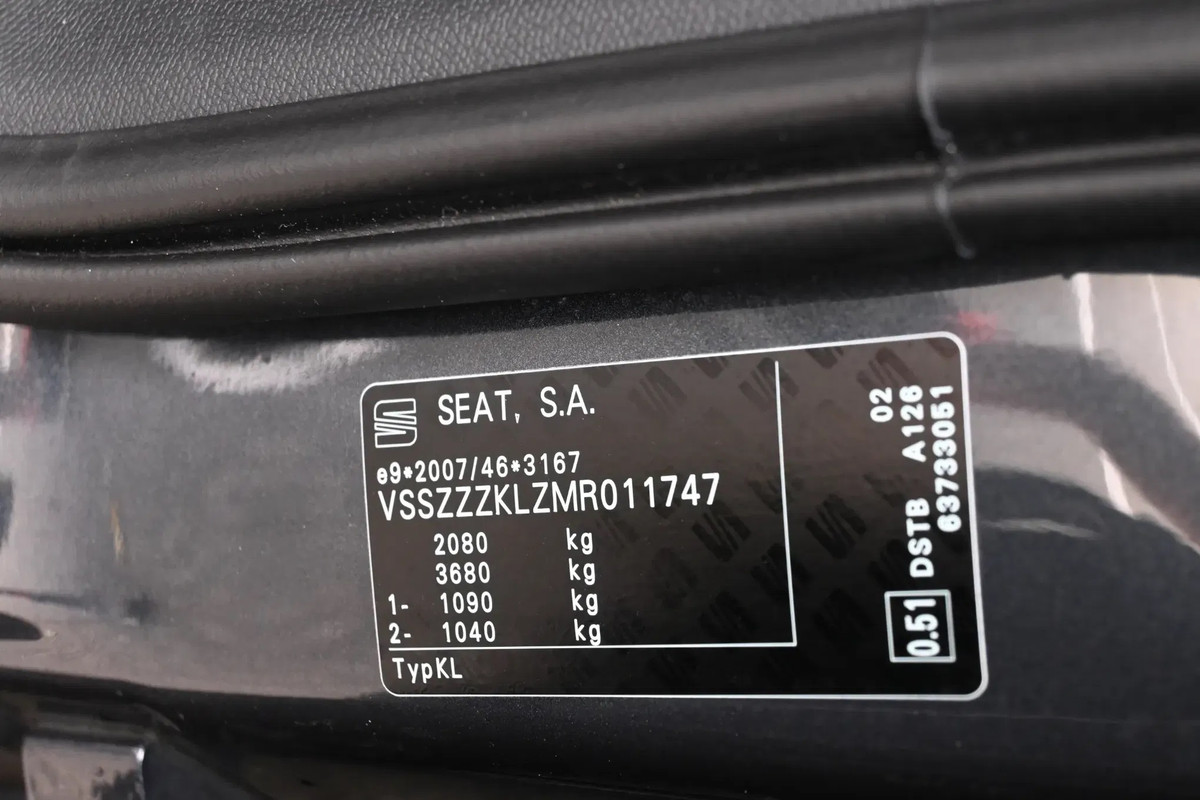 SEAT, S.A.
e9*2007/46*3167
VSSZZZKLZMR011747
2080 kg
3680 kg
1- 1090 kg
2- 1040 kg
TypKL
02
DSTB A126
63733051
0.51